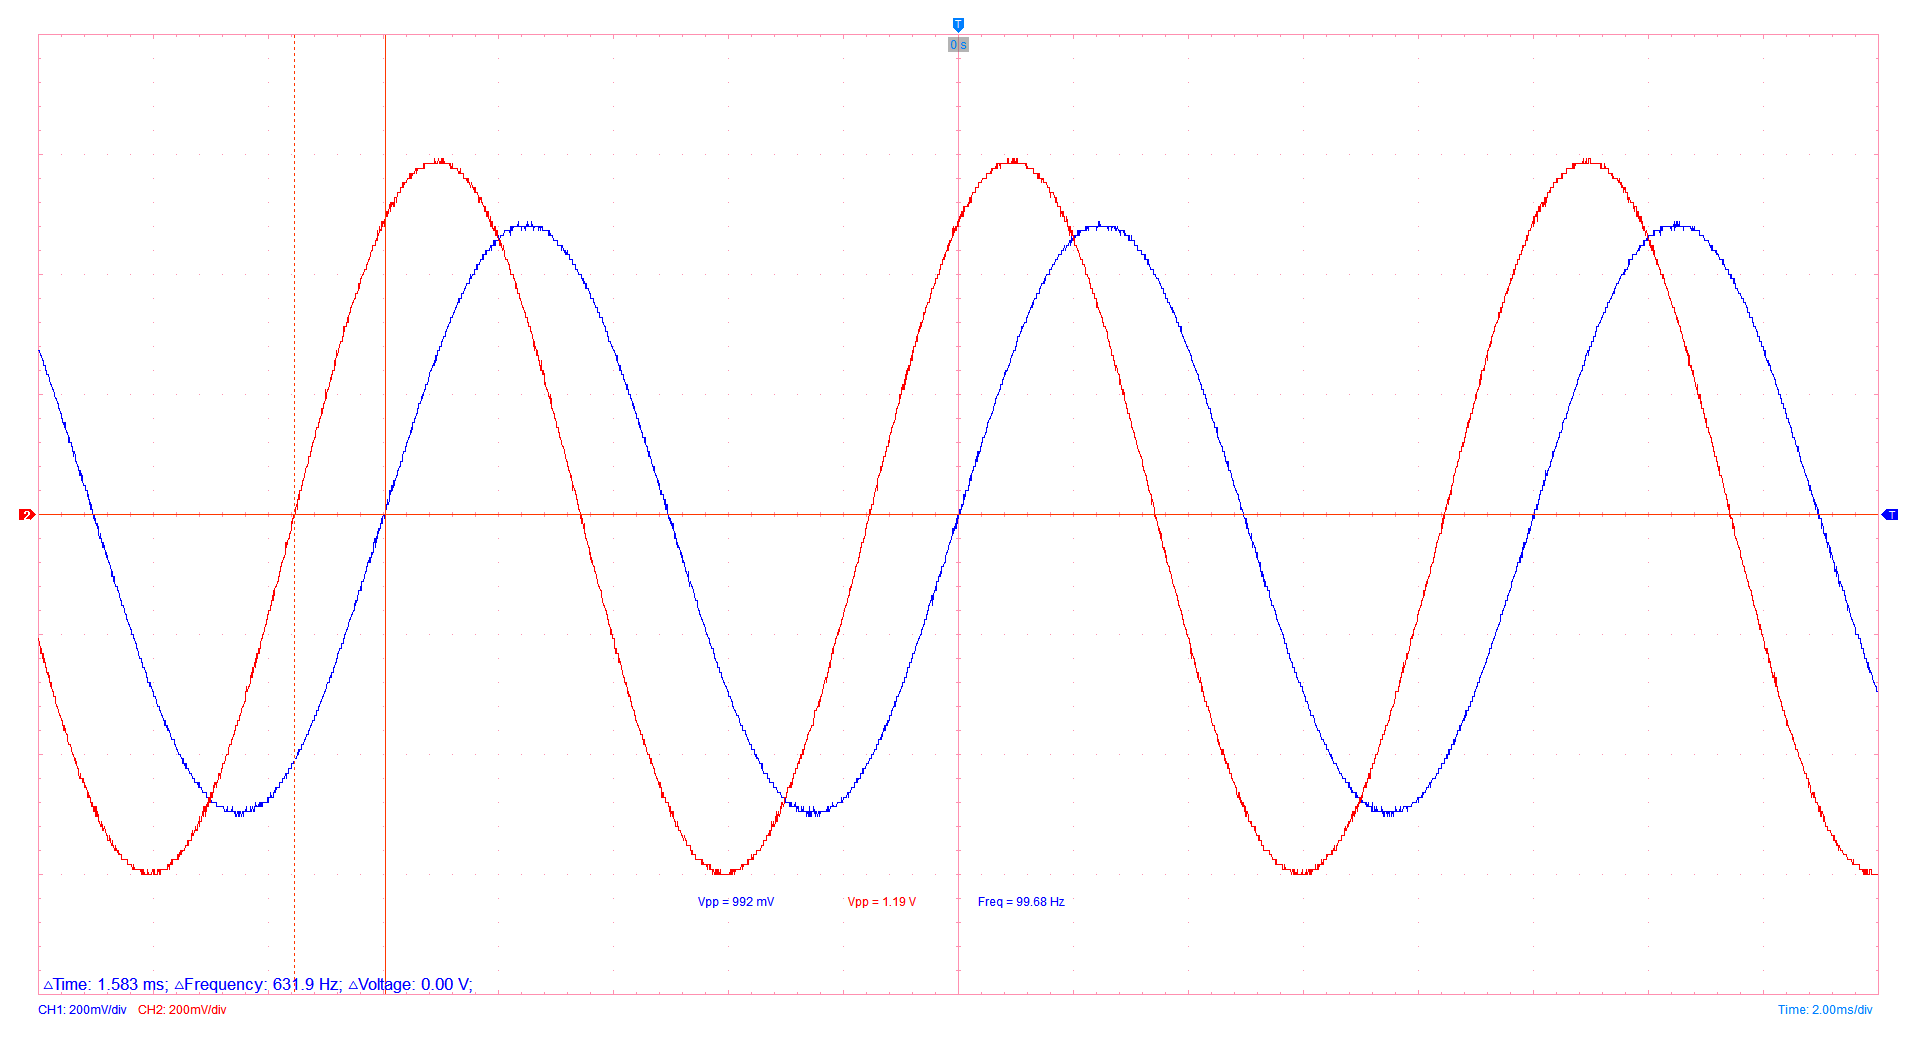 T
0 s
2
T
Vpp = 992 mV Vpp = 1.19 V Freq = 99.68 Hz
△Time: 1.583 ms; △Frequency: 631.9 Hz; △Voltage: 0.00 V;
CH1: 200mV/div CH2: 200mV/div Time: 2.00ms/div